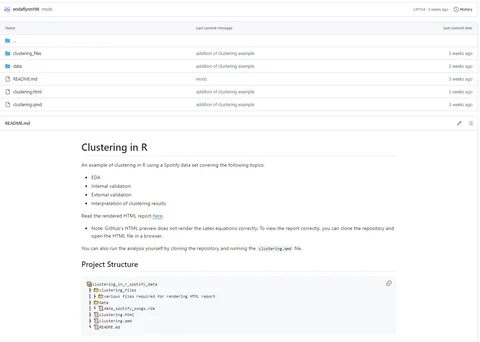 endaflynn98 mods
3 weeks ago History
Name Last commit message Last commit date
..
clustering_files addition of clustering example 3 weeks ago
data addition of clustering example 3 weeks ago
README.md mods 3 weeks ago
clustering.html addition of clustering example 3 weeks ago
clustering.qmd addition of clustering example 3 weeks ago
README.md
Clustering in R
An example of clustering in R using a Spotify data set covering the following topics:
• EDA
• Internal validation
• External validation
• Interpretation of clustering results
Read the rendered HTML report here.
• Note: GitHub's HTML preview does not render the Latex equations correctly. To view the report correctly, you can clone the repository and
open the HTML file in a browser.
You can also run the analysis yourself by cloning the repository and running the clustering.qmd file.
Project Structure
clustering_in_r_spotify_data
clustering_files
various files required for rendering HTML report
data
data_spotify_songs.rda
clustering.html
clustering.qmd
README.md